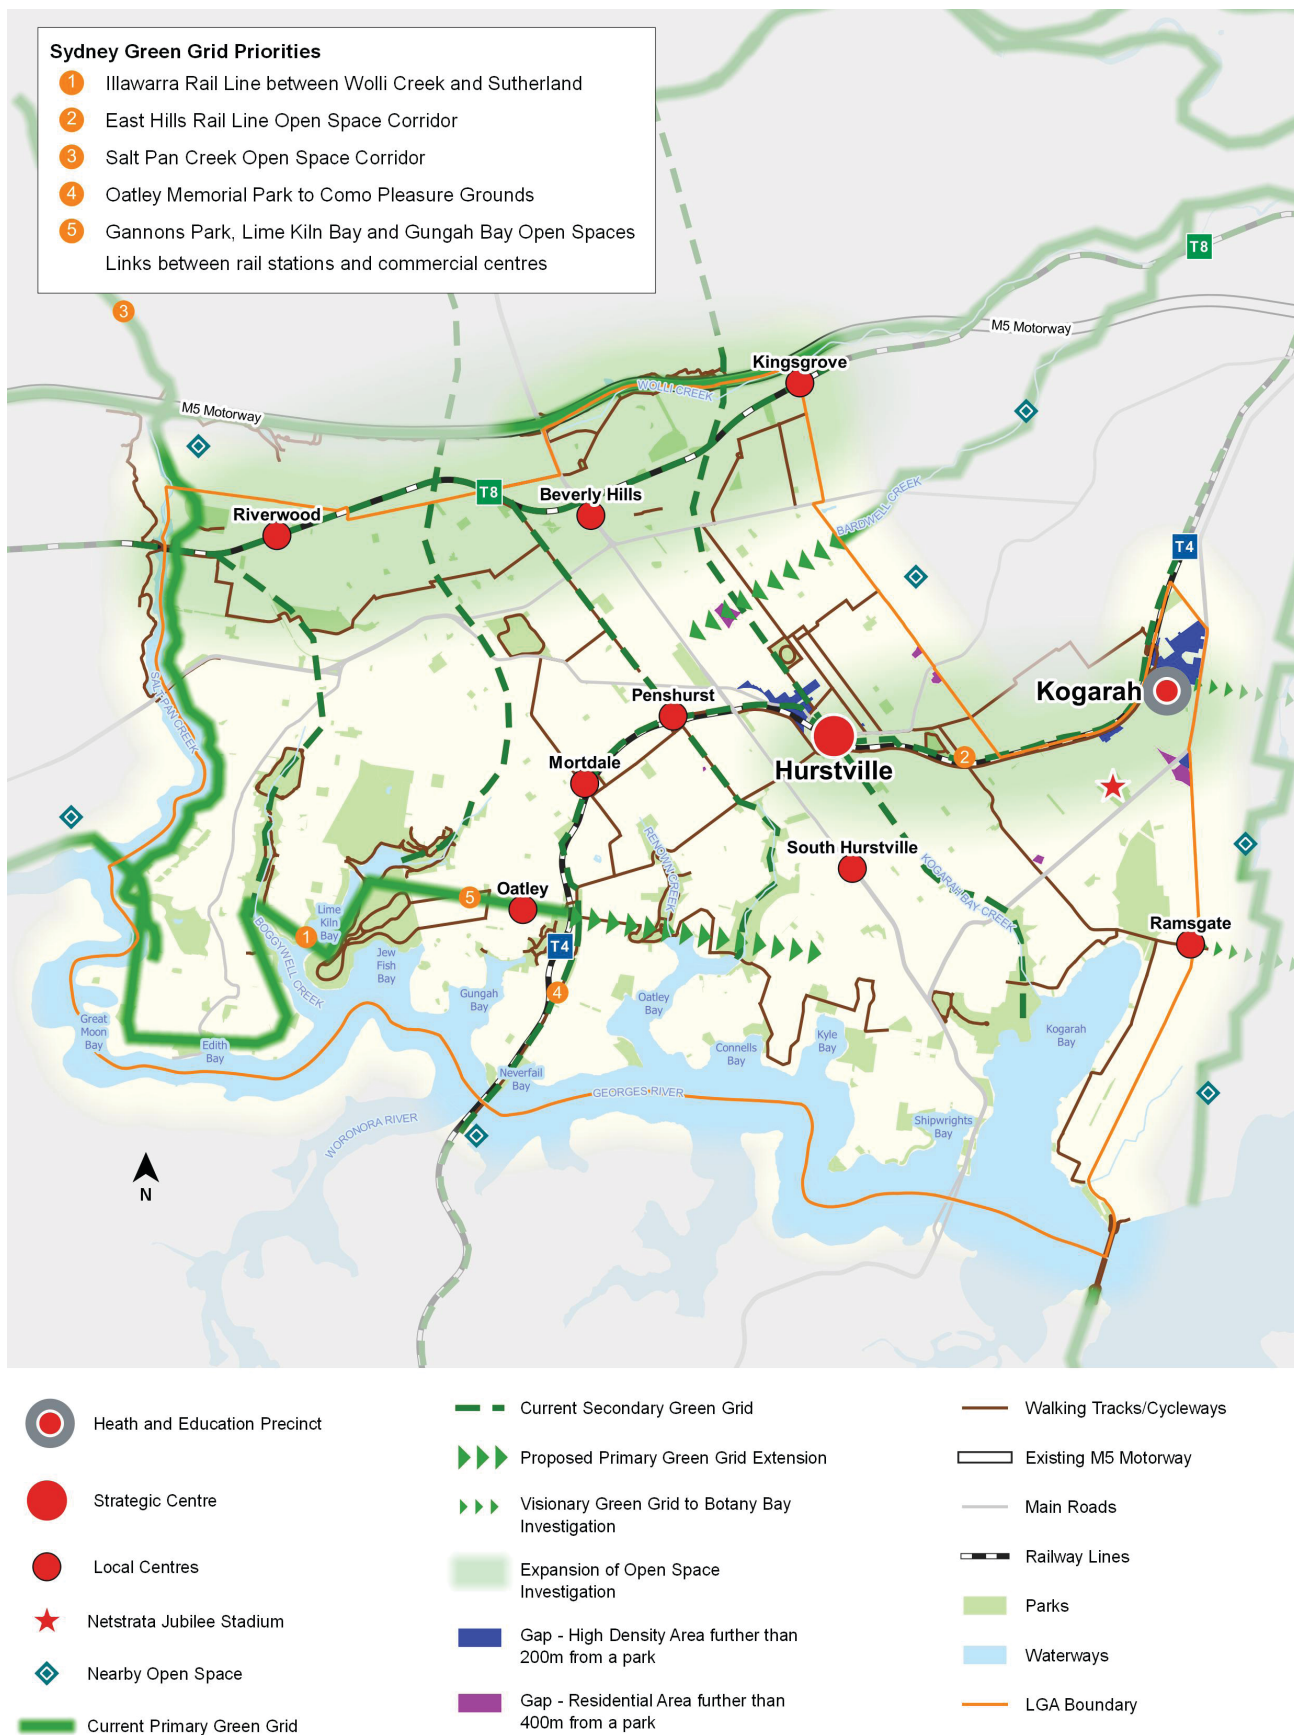 Sydney Green Grid Priorities
1 Illawarra Rail Line between Wolli Creek and Sutherland
2 East Hills Rail Line Open Space Corridor
3 Salt Pan Creek Open Space Corridor
4 Oatley Memorial Park to Como Pleasure Grounds
5 Gannons Park, Lime Kiln Bay and Gungah Bay Open Spaces
Links between rail stations and commercial centres
T8
3
M5 Motorway
Kingsgrove
WOLLI CREEK
M5 Motorway
T8
Beverly Hills
Riverwood
BARDWELL CREEK
T4
SALT PAN CREEK
Penshurst
Kogarah
Hurstville
2
Mortdale
RENOWN CREEK
South Hurstville
KOGARAH BAY CREEK
5
Oatley
Lime
Kiln
Bay
1
BOGGYWELL CREEK
Ramsgate
T4
Jew
Fish
Bay
4
Gungah
Bay
Oatley
Bay
Great
Moon
Bay
Edith
Bay
Connells
Bay
Kyle
Bay
Kogarah
Bay
Neverfail
Bay
GEORGES RIVER
WORONORA RIVER
Shipwrights
Bay
N
Heath and Education Precinct
Strategic Centre
Local Centres
Netstrata Jubilee Stadium
Nearby Open Space
Current Primary Green Grid
Current Secondary Green Grid
Proposed Primary Green Grid Extension
Visionary Green Grid to Botany Bay
Investigation
Expansion of Open Space
Investigation
Gap - High Density Area further than
200m from a park
Gap - Residential Area further than
400m from a park
Walking Tracks/Cycleways
Existing M5 Motorway
Main Roads
Railway Lines
Parks
Waterways
LGA Boundary